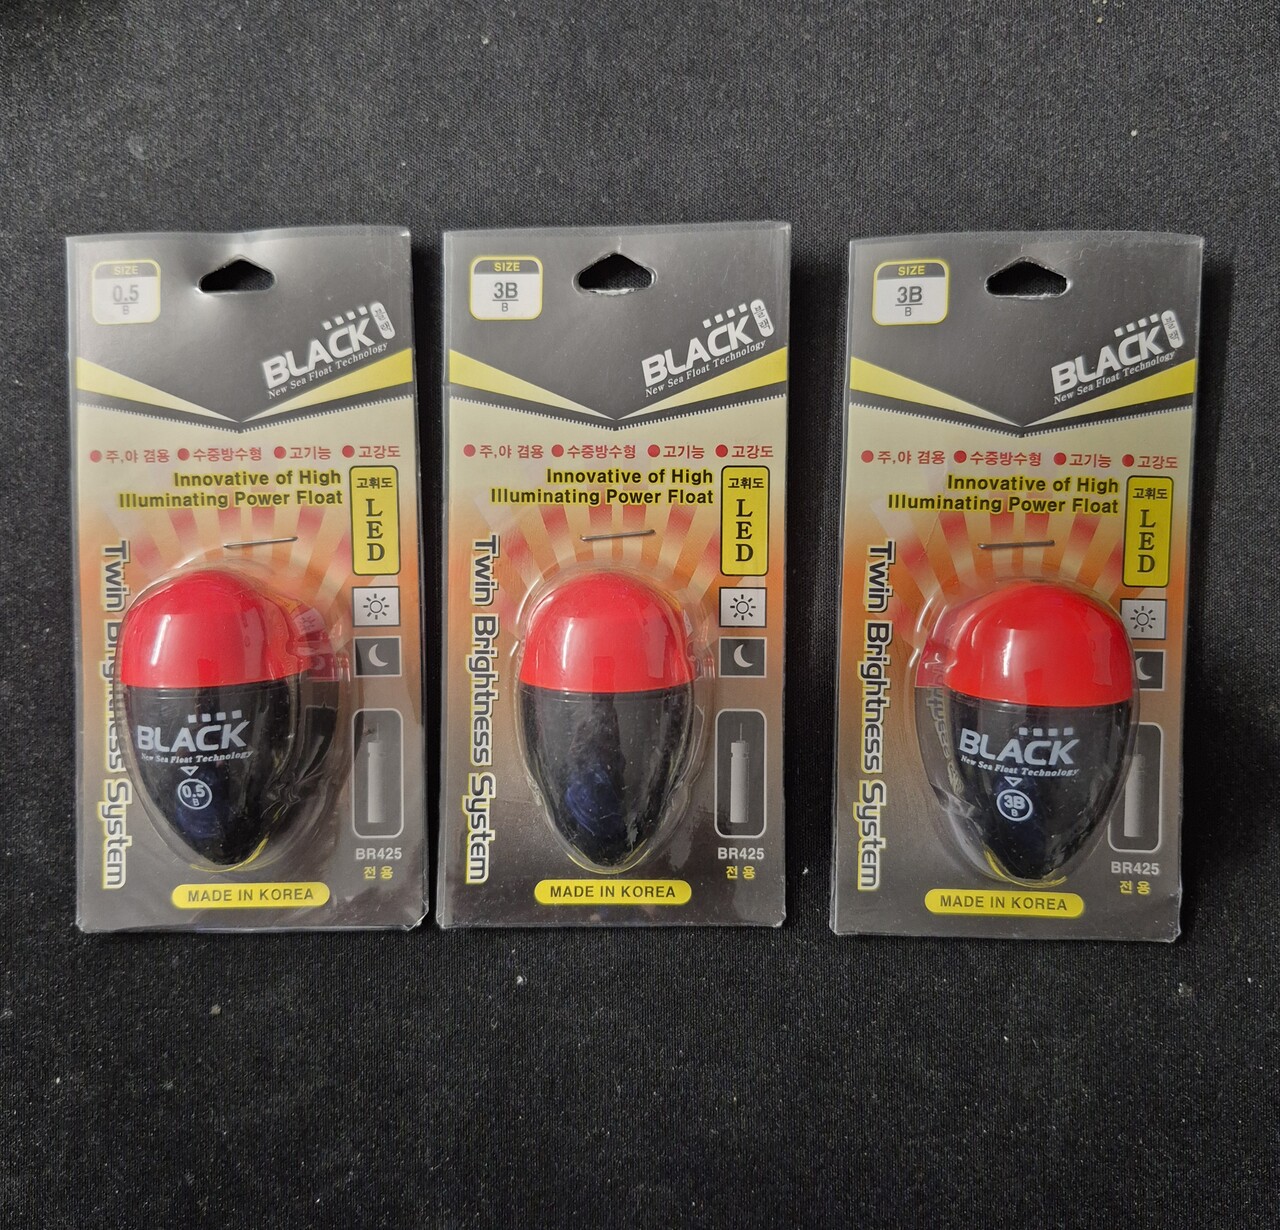 SIZE
0.5
B
BLACK 블랙
New Sea Float Technology
● 주,야 겸용 ● 수중방수형 ● 고기능 ● 고강도
Innovative of High
Illuminating Power Float
고휘도
LED
Twin Brightness System
BLACK
New Sea Float Technology
0.5
B
BR425
전용
MADE IN KOREA
SIZE
3B
B
BLACK 블랙
New Sea Float Technology
● 주,야 겸용 ● 수중방수형 ● 고기능 ● 고강도
Innovative of High
Illuminating Power Float
고휘도
LED
Twin Brightness System
BR425
전용
MADE IN KOREA
SIZE
3B
B
BLACK 블랙
New Sea Float Technology
● 주,야 겸용 ● 수중방수형 ● 고기능 ● 고강도
Innovative of High
Illuminating Power Float
고휘도
LED
Twin Brightness System
BLACK
New Sea Float Technology
3B
B
BR425
전용
MADE IN KOREA